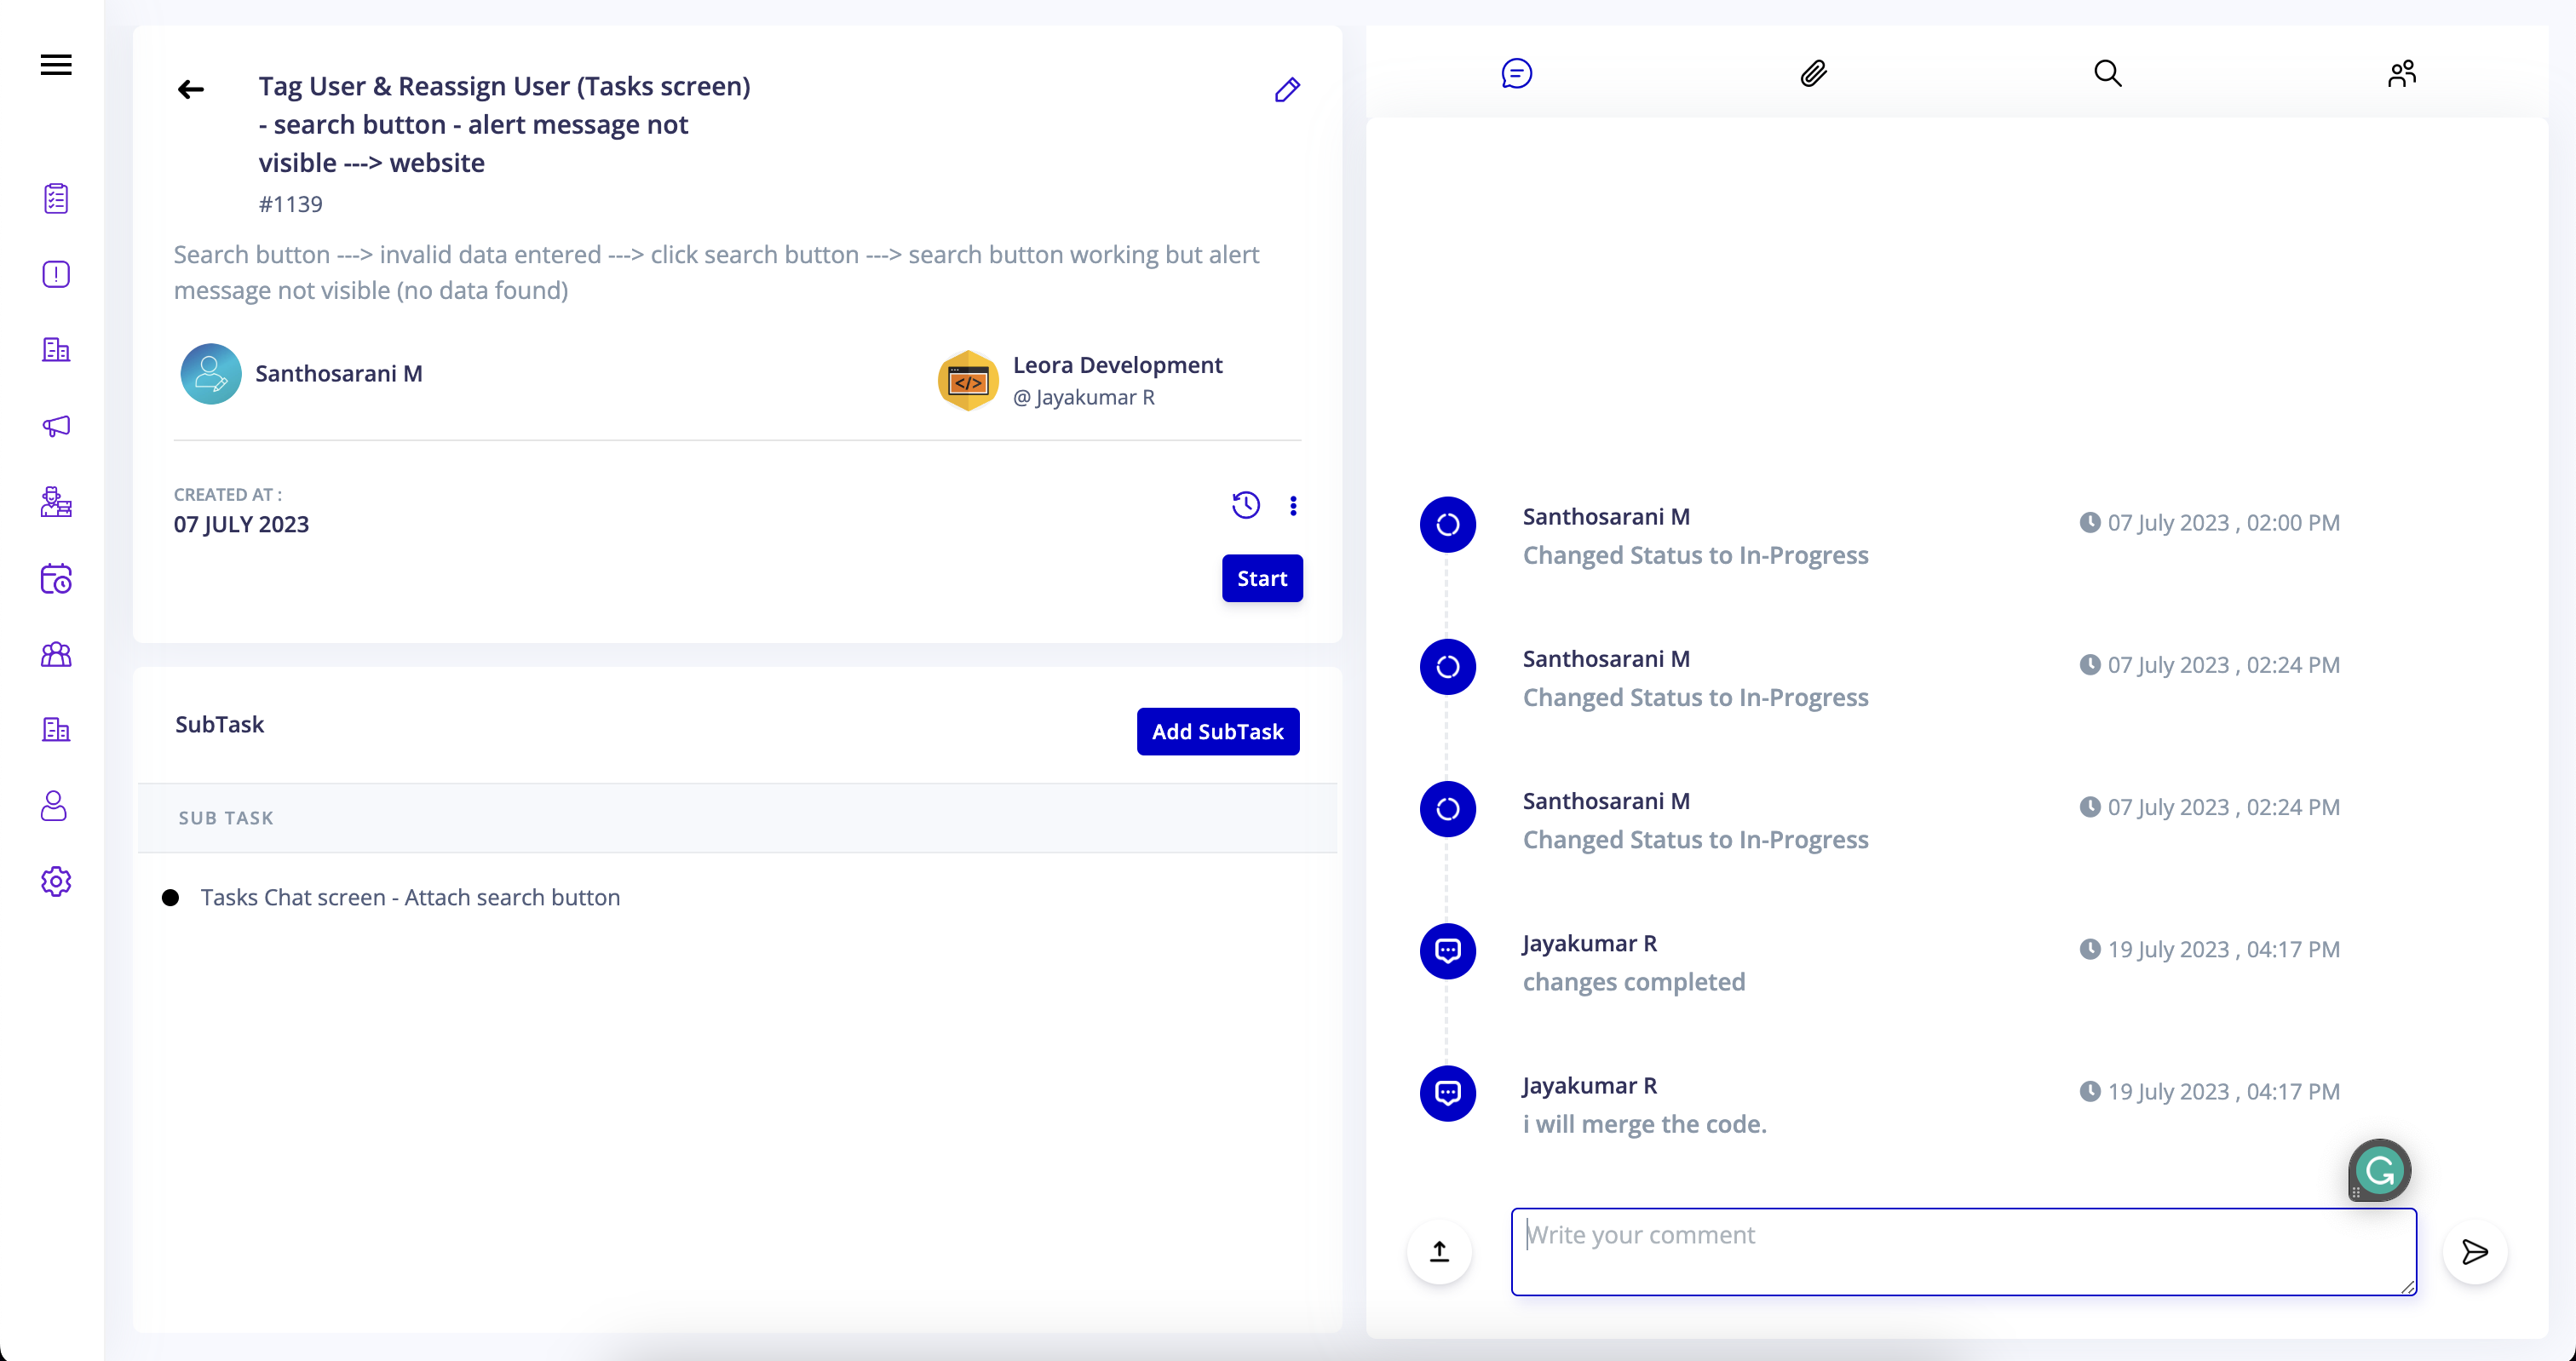 Tag User & Reassign User (Tasks screen)
- search button - alert message not
visible ---> website
#1139
Search button ---> invalid data entered ---> click search button ---> search button working but alert
message not visible (no data found)
Santhosarani M
Leora Development
@ Jayakumar R
CREATED AT :
07 JULY 2023
Start
SubTask
Add SubTask
SUB TASK
Tasks Chat screen - Attach search button
Santhosarani M
07 July 2023 , 02:00 PM
Changed Status to In-Progress
Santhosarani M
07 July 2023 , 02:24 PM
Changed Status to In-Progress
Santhosarani M
07 July 2023 , 02:24 PM
Changed Status to In-Progress
Jayakumar R
19 July 2023 , 04:17 PM
changes completed
Jayakumar R
19 July 2023 , 04:17 PM
i will merge the code.
Write your comment